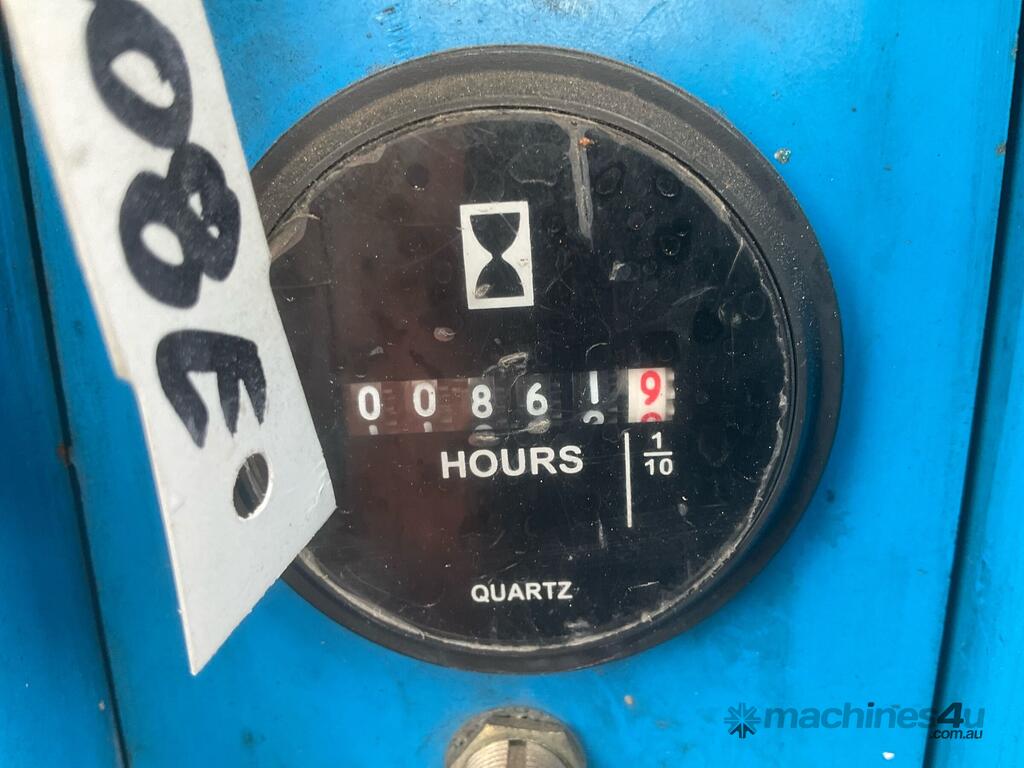 008619
HOURS
1/10
QUARTZ
machines4u
.com.au